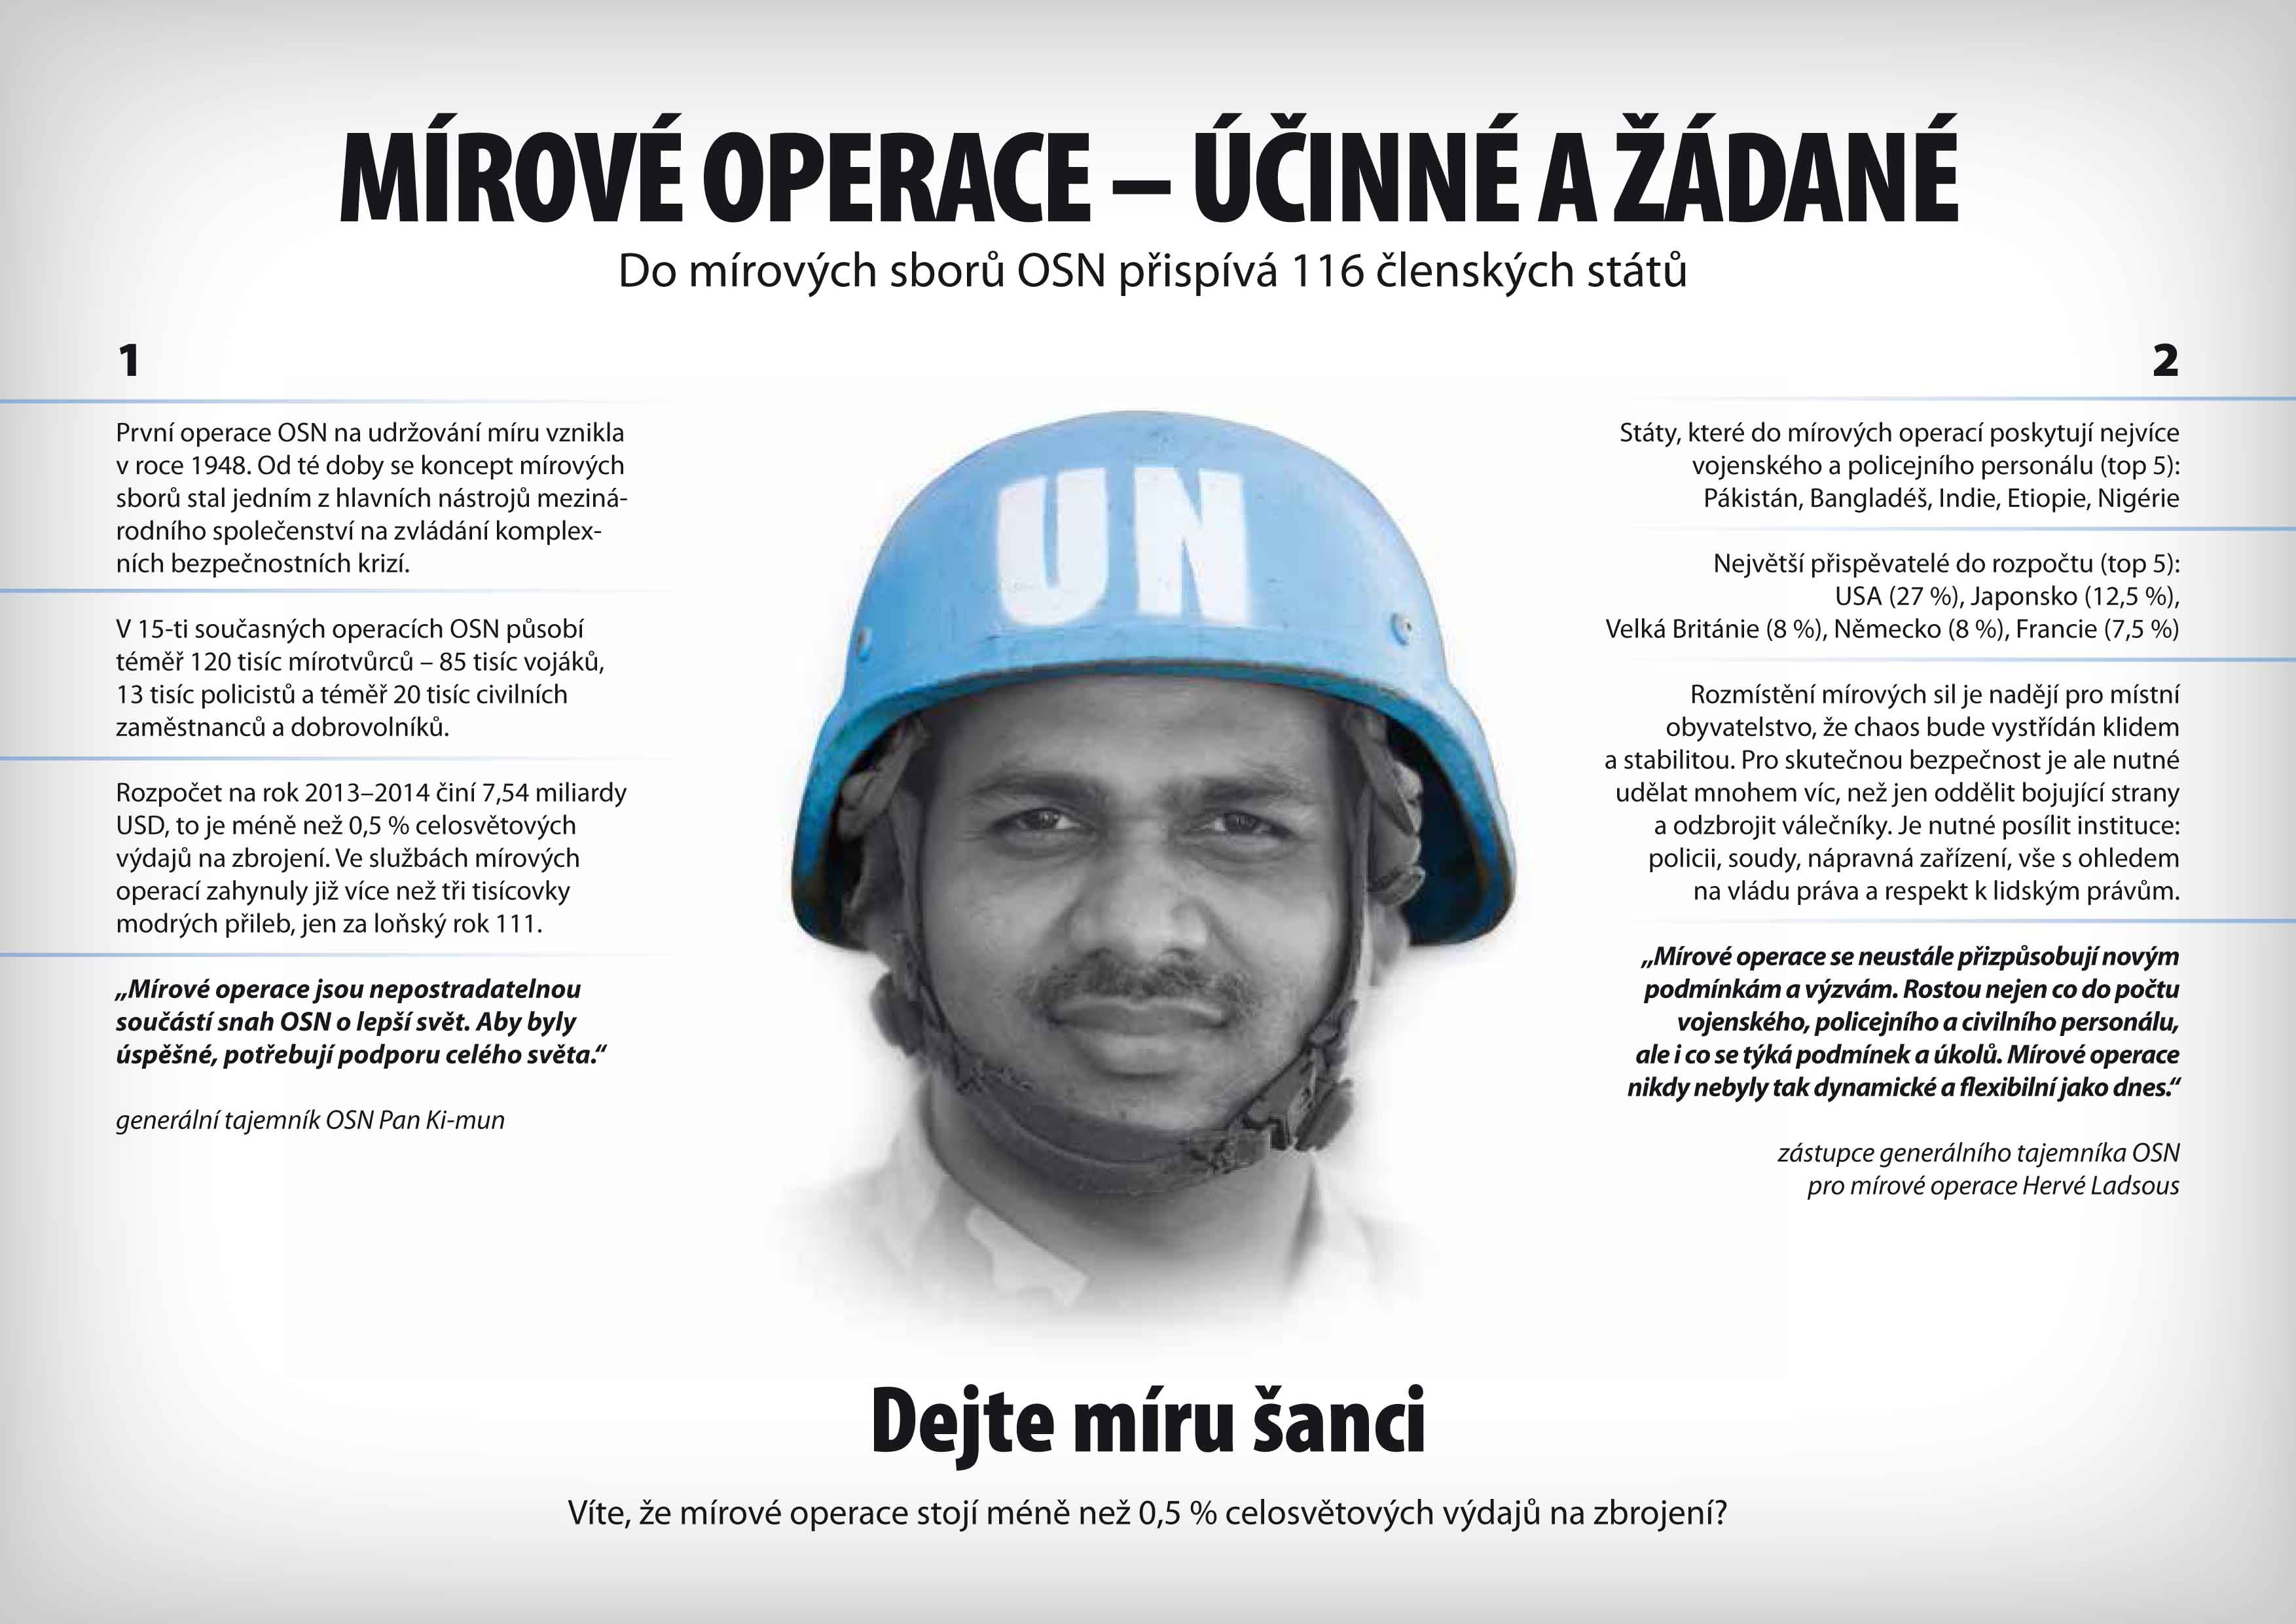 MÍROVÉ OPERACE – ÚČINNÉ A ŽÁDANÉ
Do mírových sborů OSN přispívá 116 členských států
1
První operace OSN na udržování míru vznikla
v roce 1948. Od té doby se koncept mírových
sborů stal jedním z hlavních nástrojů meziná-
rodního společenství na zvládání komplex-
ních bezpečnostních krizí.
V 15-ti současných operacích OSN působí
téměř 120 tisíc mírotvůrců – 85 tisíc vojáků,
13 tisíc policistů a téměř 20 tisíc civilních
zaměstnanců a dobrovolníků.
Rozpočet na rok 2013–2014 činí 7,54 miliardy
USD, to je méně než 0,5 % celosvětových
výdajů na zbrojení. Ve službách mírových
operací zahynuly již více než tři tisícovky
modrých přileb, jen za loňský rok 111.
„Mírové operace jsou nepostradatelnou
součástí snah OSN o lepší svět. Aby byly
úspěšné, potřebují podporu celého světa.“
generální tajemník OSN Pan Ki-mun
UN
2
Státy, které do mírových operací poskytují nejvíce
vojenského a policejního personálu (top 5):
Pákistán, Bangladéš, Indie, Etiopie, Nigérie
Největší přispěvatelé do rozpočtu (top 5):
USA (27 %), Japonsko (12,5 %),
Velká Británie (8 %), Německo (8 %), Francie (7,5 %)
Rozmístění mírových sil je nadějí pro místní
obyvatelstvo, že chaos bude vystřídán klidem
a stabilitou. Pro skutečnou bezpečnost je ale nutné
udělat mnohem víc, než jen oddělit bojující strany
a odzbrojit válečníky. Je nutné posílit instituce:
policii, soudy, nápravná zařízení, vše s ohledem
na vládu práva a respekt k lidským právům.
„Mírové operace se neustále přizpůsobují novým
podmínkám a výzvám. Rostou nejen co do počtu
vojenského, policejního a civilního personálu,
ale i co se týká podmínek a úkolů. Mírové operace
nikdy nebyly tak dynamické a flexibilní jako dnes.“
zástupce generálního tajemníka OSN
pro mírové operace Hervé Ladsous
Dejte míru šanci
Víte, že mírové operace stojí méně než 0,5 % celosvětových výdajů na zbrojení?